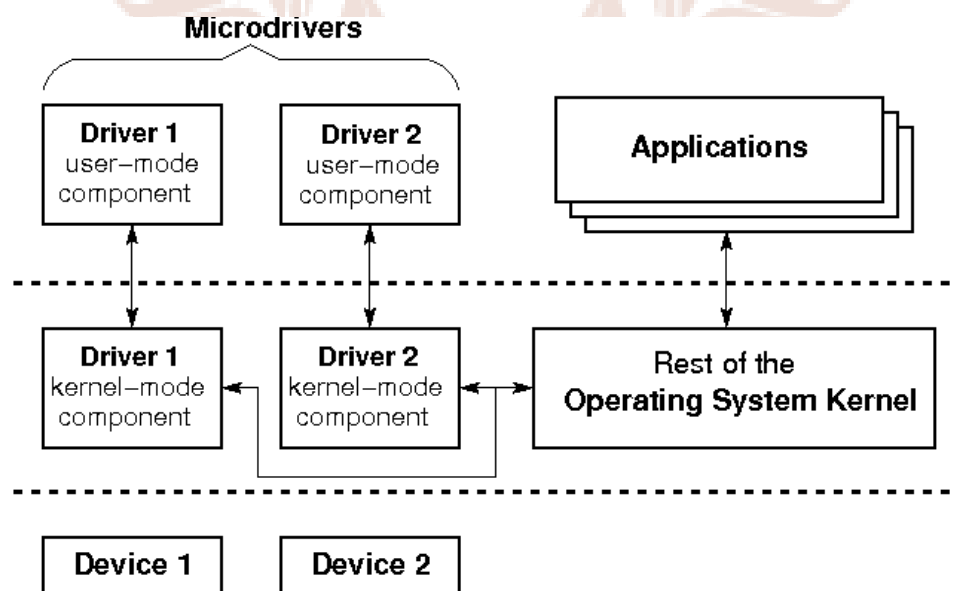 Microdrivers
Driver 1
user-mode
component
Driver 2
user-mode
component
Applications
Driver 1
kernel-mode
component
Driver 2
kernel-mode
component
Rest of the
Operating System Kernel
Device 1
Device 2